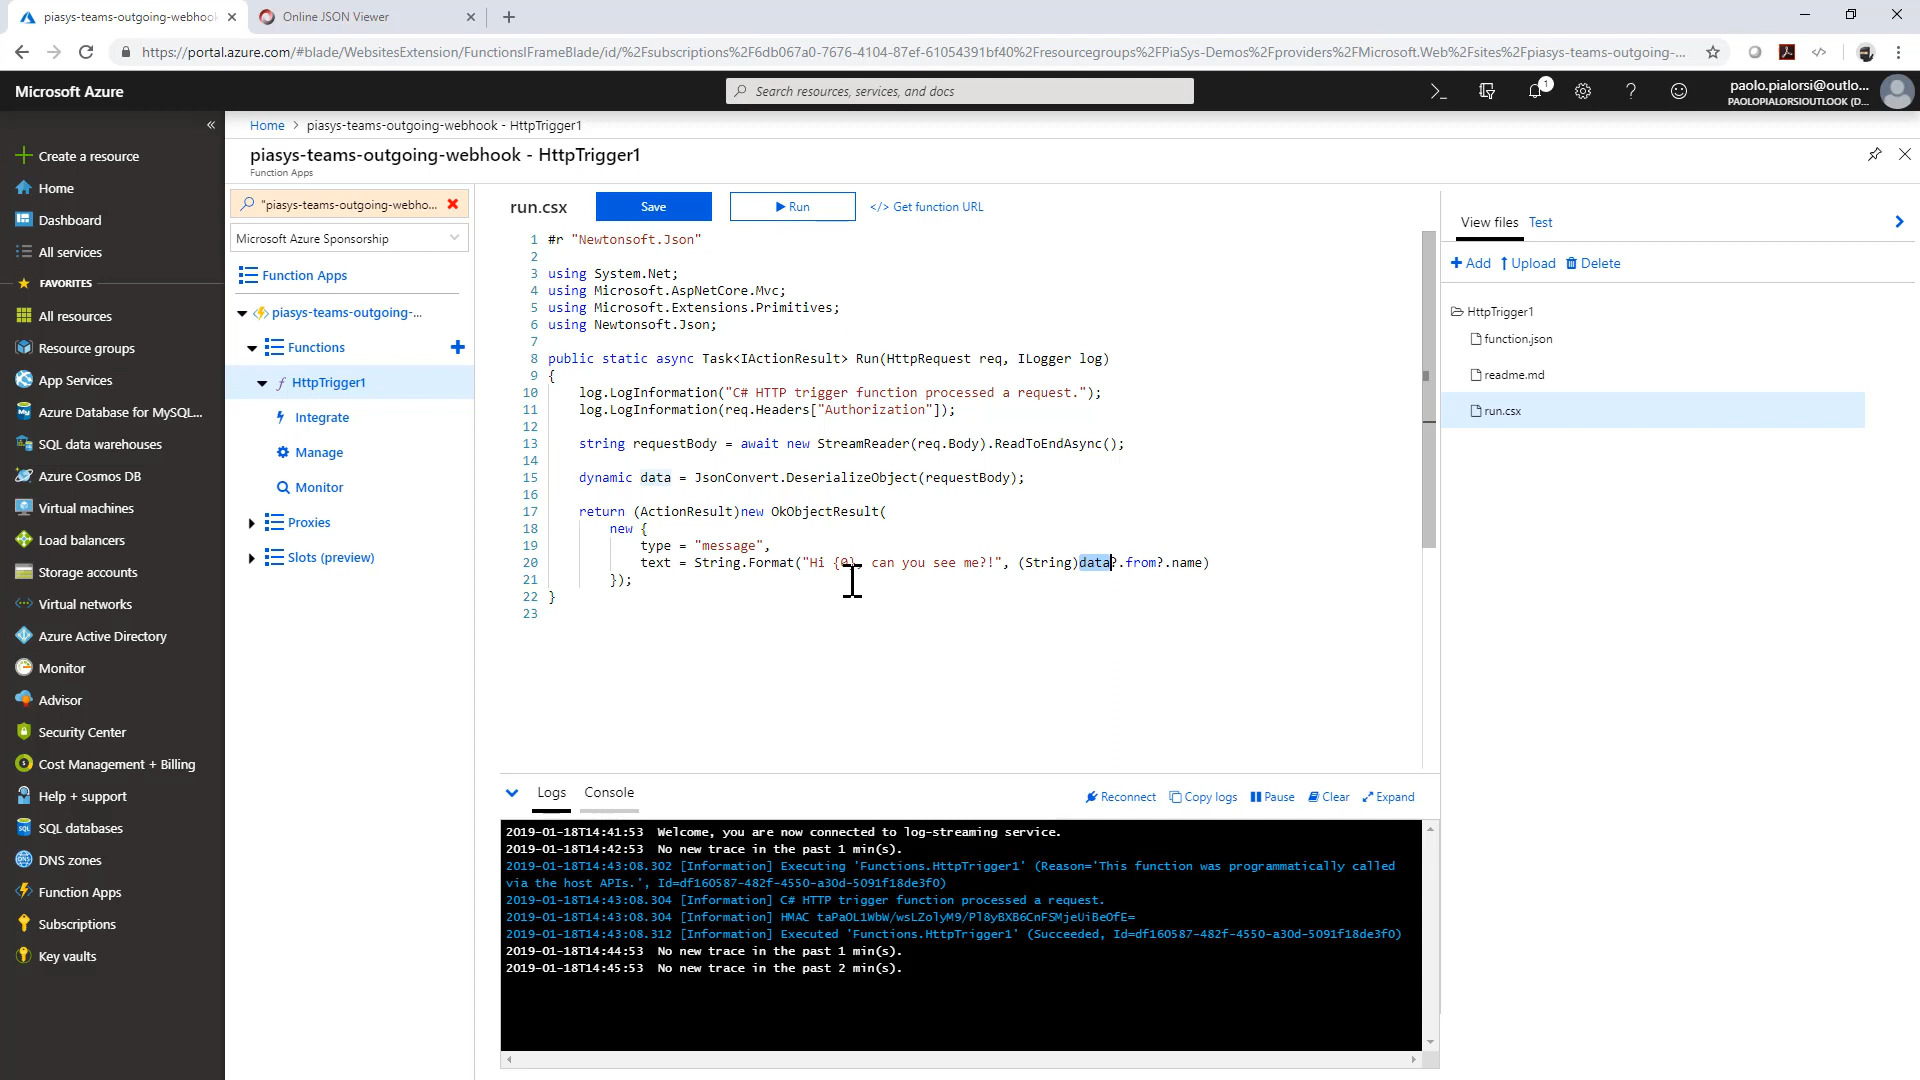 piasys-teams-outgoing-webhook
Online JSON Viewer
https://portal.azure.com/#blade/WebsitesExtension/FunctionsIFrameBlade/id/%2Fsubscriptions%2F6db067a0-7676-4104-87ef-61054391bf40%2Fresourcegroups%2FPiaSys-Demos%2Fproviders%2FMicrosoft.Web%2Fsites%2Fpiasys-teams-outgoing-...
Microsoft Azure
Search resources, services, and docs
1
paolo.pialorsi@outlo...
PAOLOPIALORSIOUTLOOK (D...
Create a resource
Home
Dashboard
All services
FAVORITES
All resources
Resource groups
App Services
Azure Database for MySQL...
SQL data warehouses
Azure Cosmos DB
Virtual machines
Load balancers
Storage accounts
Virtual networks
Azure Active Directory
Monitor
Advisor
Security Center
Cost Management + Billing
Help + support
SQL databases
DNS zones
Function Apps
Subscriptions
Key vaults
Home > piasys-teams-outgoing-webhook - HttpTrigger1
piasys-teams-outgoing-webhook - HttpTrigger1
Function Apps
"piasys-teams-outgoing-webho...
Microsoft Azure Sponsorship
Function Apps
piasys-teams-outgoing-...
Functions
HttpTrigger1
Integrate
Manage
Monitor
Proxies
Slots (preview)
run.csx
Save
Run
</> Get function URL
1 #r "Newtonsoft.Json"
2
3 using System.Net;
4 using Microsoft.AspNetCore.Mvc;
5 using Microsoft.Extensions.Primitives;
6 using Newtonsoft.Json;
7
8 public static async Task<IActionResult> Run(HttpRequest req, ILogger log)
9 {
10 log.LogInformation("C# HTTP trigger function processed a request.");
11 log.LogInformation(req.Headers["Authorization"]);
12
13 string requestBody = await new StreamReader(req.Body).ReadToEndAsync();
14
15 dynamic data = JsonConvert.DeserializeObject(requestBody);
16
17 return (ActionResult)new OkObjectResult(
18 new {
19 type = "message",
20 text = String.Format("Hi {0}, can you see me?!", (String)data?.from?.name)
21 });
22 }
23
View files
Test
Add
Upload
Delete
HttpTrigger1
function.json
readme.md
run.csx
Logs
Console
Reconnect
Copy logs
Pause
Clear
Expand
2019-01-18T14:41:53 Welcome, you are now connected to log-streaming service.
2019-01-18T14:42:53 No new trace in the past 1 min(s).
2019-01-18T14:43:08.302 [Information] Executing 'Functions.HttpTrigger1' (Reason='This function was programmatically called
via the host APIs.', Id=df160587-482f-4550-a30d-5091f18de3f0)
2019-01-18T14:43:08.304 [Information] C# HTTP trigger function processed a request.
2019-01-18T14:43:08.304 [Information] HMAC taPaOL1WbW/wsLZolyM9/Pl8yBXB6CnFSMjeUiBeOfE=
2019-01-18T14:43:08.312 [Information] Executed 'Functions.HttpTrigger1' (Succeeded, Id=df160587-482f-4550-a30d-5091f18de3f0)
2019-01-18T14:44:53 No new trace in the past 1 min(s).
2019-01-18T14:45:53 No new trace in the past 2 min(s).